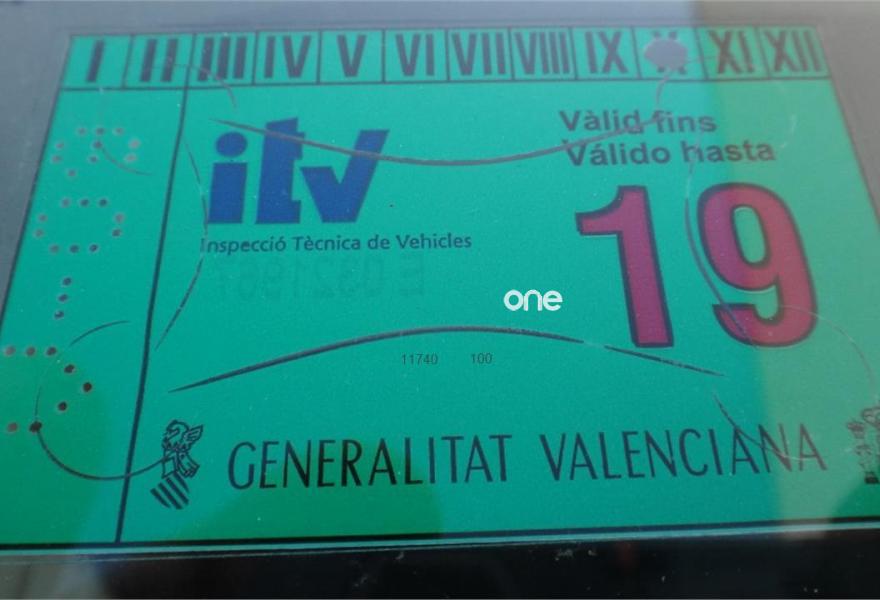 I II III IV V VI VII VIII IX X XI XII
itv
Vàlid fins
Válido hasta
19
Inspecció Tècnica de Vehicles
one
11740 100
GENERALITAT VALENCIANA